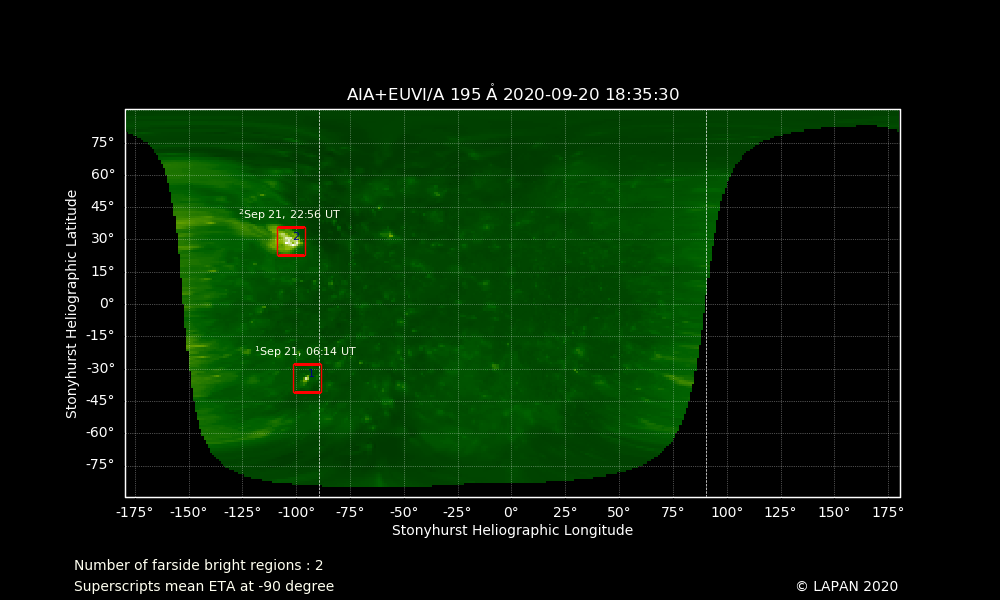 AIA+EUVI/A 195 Å 2020-09-20 18:35:30
Stonyhurst Heliographic Latitude
75°
60°
45°
30°
15°
0°
-15°
-30°
-45°
-60°
-75°
²Sep 21, 22:56 UT
2
¹Sep 21, 06:14 UT
-175° -150° -125° -100° -75° -50° -25° 0° 25° 50° 75° 100° 125° 150° 175°
Stonyhurst Heliographic Longitude
Number of farside bright regions : 2
Superscripts mean ETA at -90 degree
© LAPAN 2020